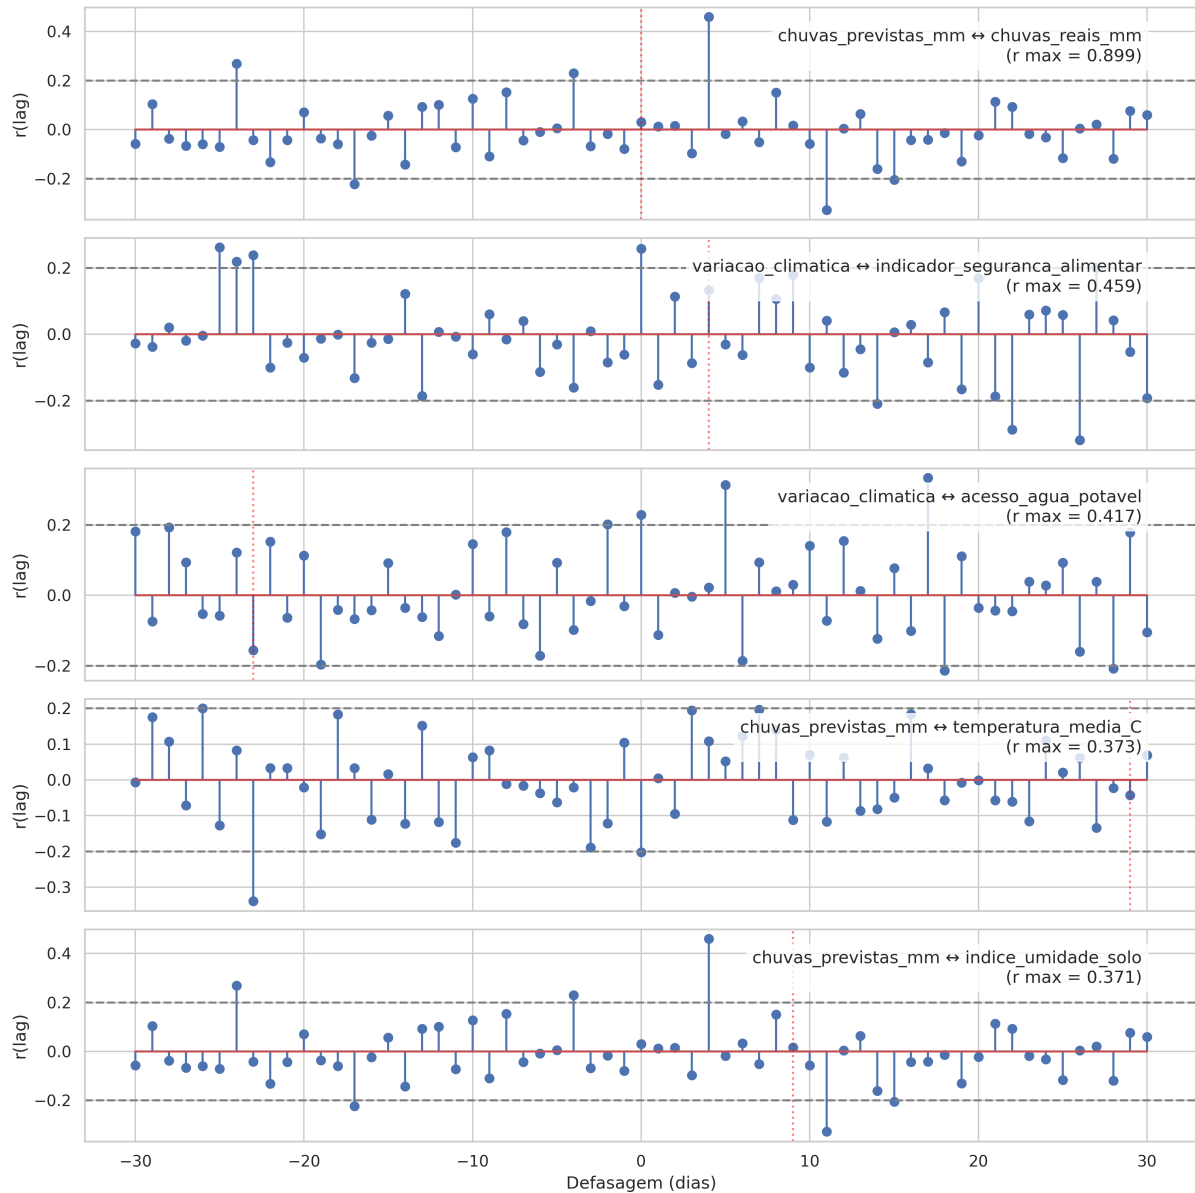 chuvas_previstas_mm ↔ chuvas_reais_mm
(r max = 0.899)
r(lag)
0.4
0.2
0.0
−0.2
variacao_climatica ↔ indicador_seguranca_alimentar
(r max = 0.459)
r(lag)
0.2
0.0
−0.2
variacao_climatica ↔ acesso_agua_potavel
(r max = 0.417)
r(lag)
0.2
0.0
−0.2
chuvas_previstas_mm ↔ temperatura_media_C
(r max = 0.373)
r(lag)
0.2
0.1
0.0
−0.1
−0.2
−0.3
chuvas_previstas_mm ↔ indice_umidade_solo
(r max = 0.371)
r(lag)
0.4
0.2
0.0
−0.2
−30 −20 −10 0 10 20 30
Defasagem (dias)